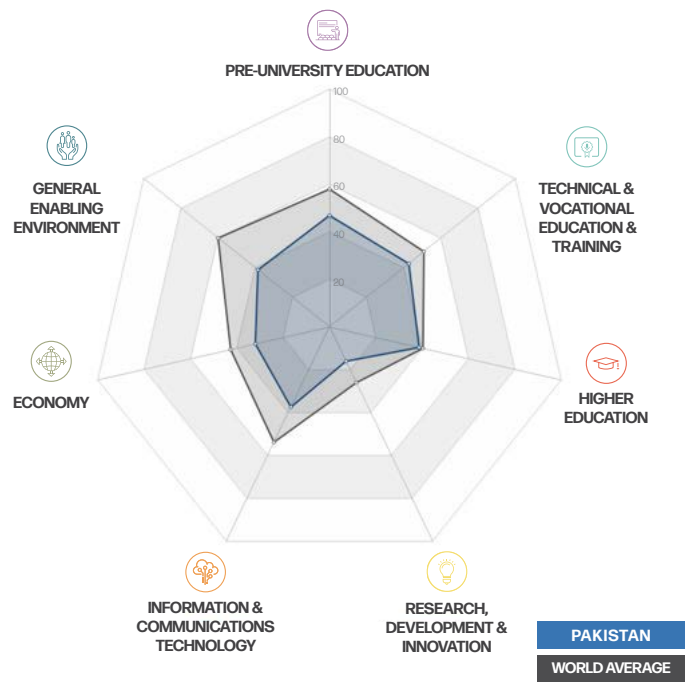 PRE-UNIVERSITY EDUCATION
100
80
60
40
20
GENERAL
ENABLING
ENVIRONMENT
TECHNICAL &
VOCATIONAL
EDUCATION &
TRAINING
ECONOMY
HIGHER
EDUCATION
INFORMATION &
COMMUNICATIONS
TECHNOLOGY
RESEARCH,
DEVELOPMENT &
INNOVATION
PAKISTAN
WORLD AVERAGE